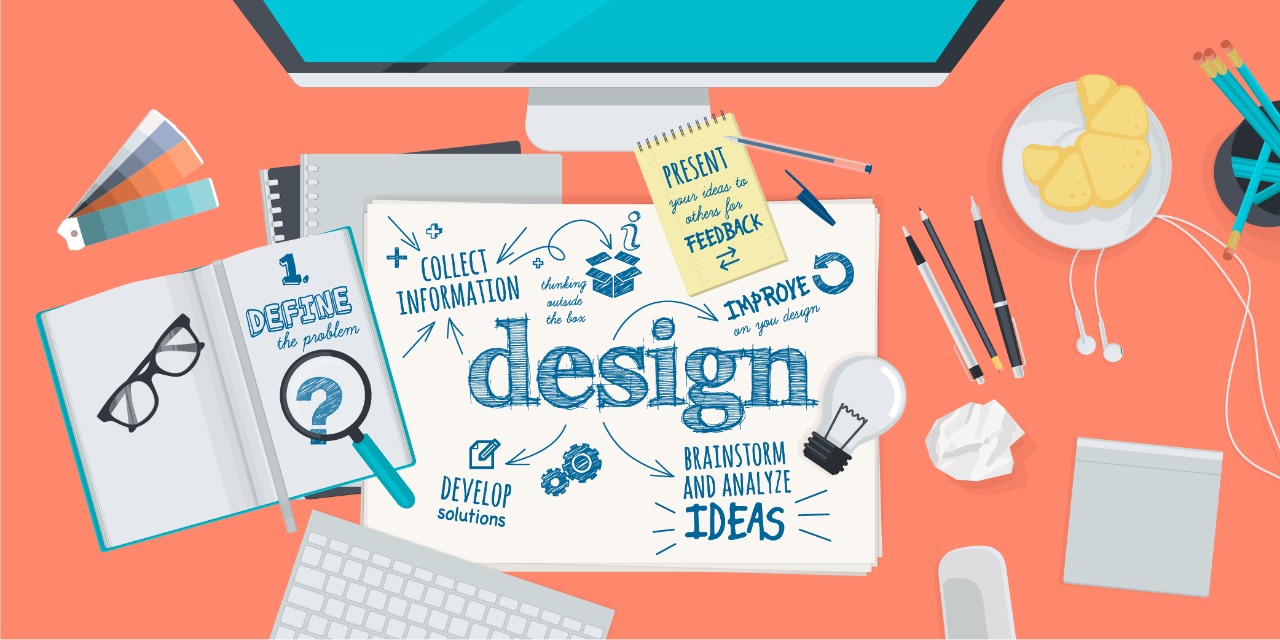 1.
DEFINE
the problem
?
COLLECT
INFORMATION
thinking
outside
the box
i
PRESENT
your ideas to
others for
FEEDBACK
IMPROVE
on you design
design
DEVELOP
solutions
BRAINSTORM
AND ANALYZE
IDEAS